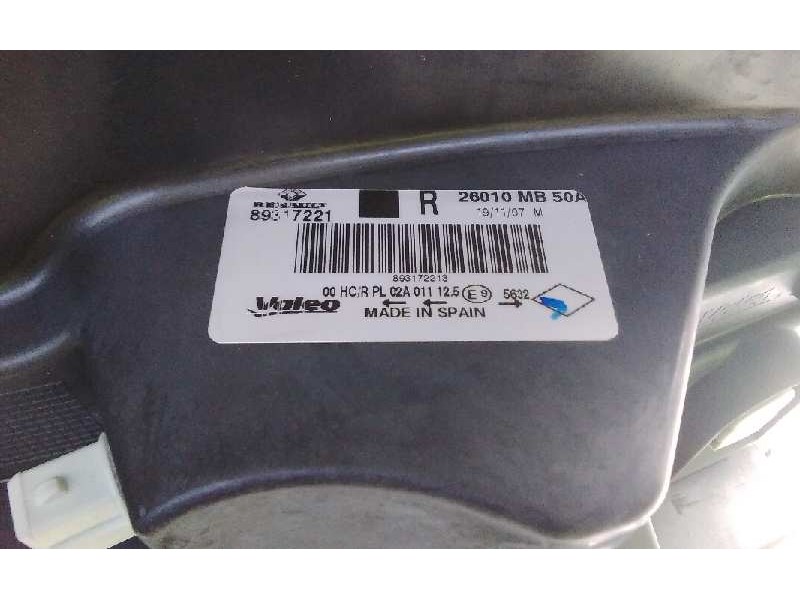 RENAULT
89317221 R 26010 MB 50A
19/11/07 M
893172213
00 HC/R PL 02A 011 12.5 E9 5632
Valeo
MADE IN SPAIN